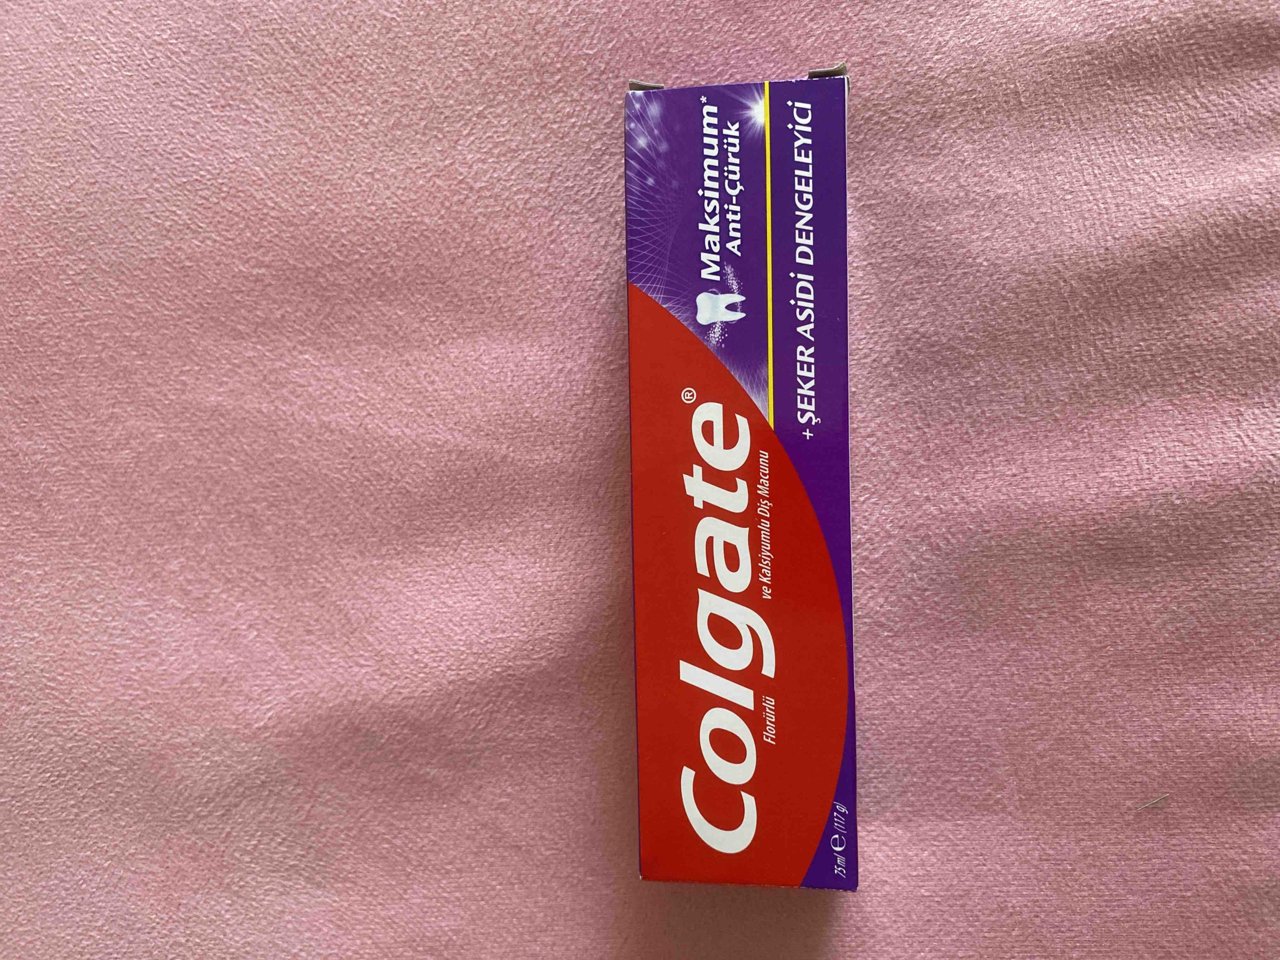 Colgate®
Florürlü ve Kalsiyumlu Diş Macunu
Maksimum*
Anti-Çürük
+ ŞEKER ASİDİ DENGELEYİCİ
75 ml ℮ (117 g)